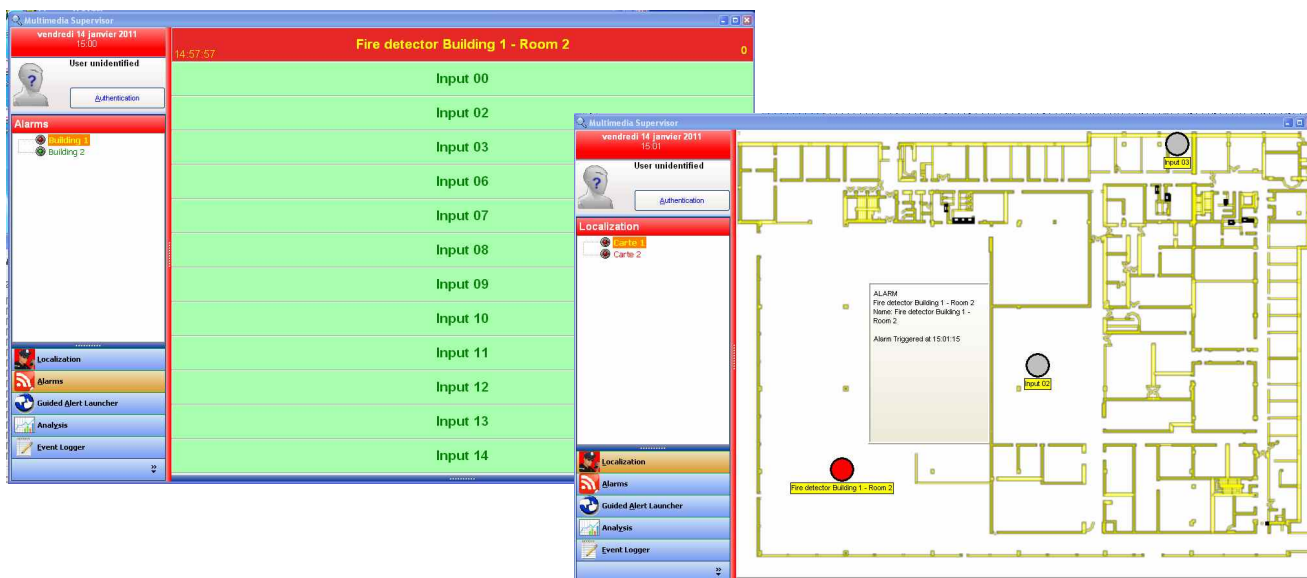 Multimedia Supervisor
vendredi 14 janvier 2011
15:00
User unidentified
?
Authentication
Alarms
Building 1
Building 2
Localization
Alarms
Guided Alert Launcher
Analysis
Event Logger
14:57:57
Fire detector Building 1 - Room 2
0
Input 00
Input 02
Input 03
Input 06
Input 07
Input 08
Input 09
Input 10
Input 11
Input 12
Input 13
Input 14
Multimedia Supervisor
vendredi 14 janvier 2011
15:01
User unidentified
?
Authentication
Localization
Carte 1
Carte 2
Localization
Alarms
Guided Alert Launcher
Analysis
Event Logger
Input 03
ALARM
Fire detector Building 1 - Room 2
Name: Fire detector Building 1 -
Room 2
Alarm Triggered at 15:01:15
Input 02
Fire detector Building 1 - Room 2